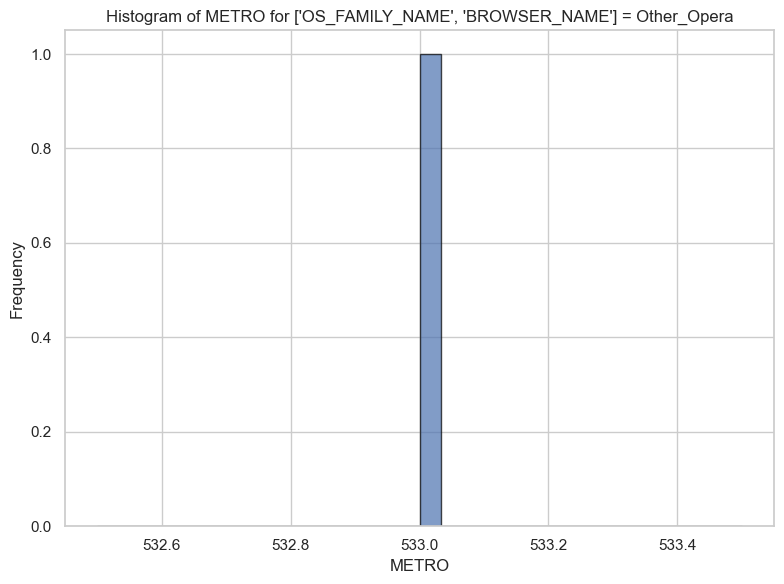 Histogram of METRO for ['OS_FAMILY_NAME', 'BROWSER_NAME'] = Other_Opera
1.0
0.8
0.6
0.4
0.2
0.0
Frequency
532.6 532.8 533.0 533.2 533.4
METRO